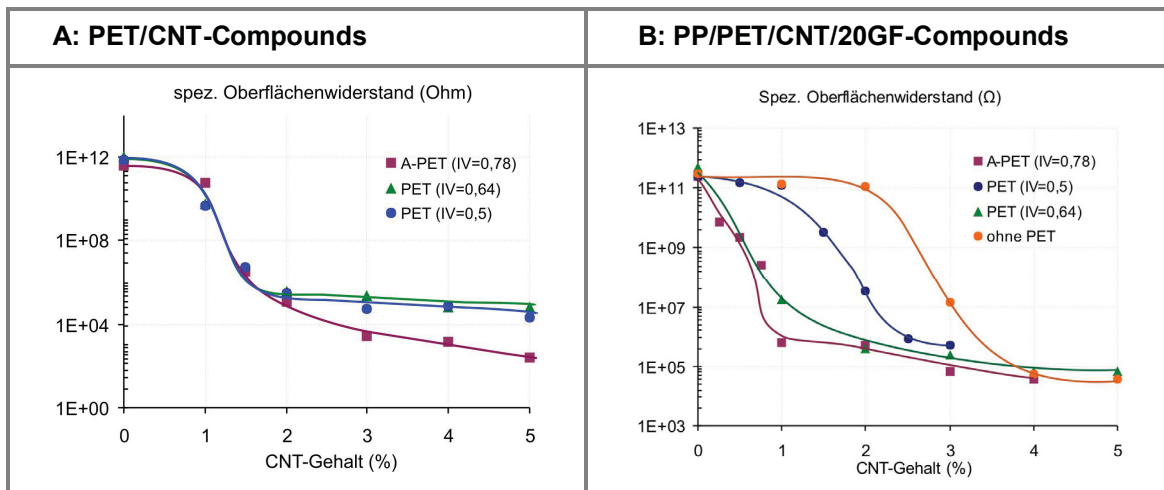 A: PET/CNT-Compounds
spez. Oberflächenwiderstand (Ohm)
1E+12
1E+08
1E+04
1E+00
A-PET (IV=0,78)
PET (IV=0,64)
PET (IV=0,5)
0 1 2 3 4 5
CNT-Gehalt (%)
B: PP/PET/CNT/20GF-Compounds
Spez. Oberflächenwiderstand (Ω)
1E+13
1E+11
1E+09
1E+07
1E+05
1E+03
A-PET (IV=0,78)
PET (IV=0,5)
PET (IV=0,64)
ohne PET
0 1 2 3 4 5
CNT-Gehalt (%)